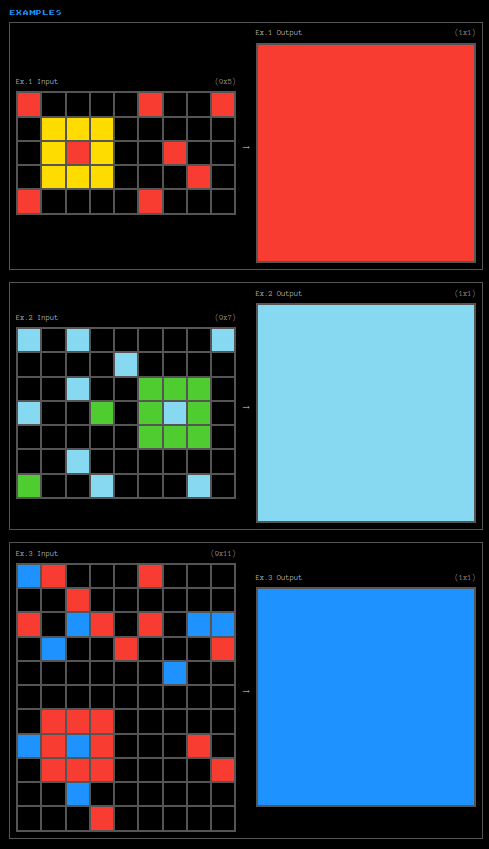 EXAMPLES
Ex.1 Input (9x5)
Ex.1 Output (1x1)
→
Ex.2 Input (9x7)
Ex.2 Output (1x1)
→
Ex.3 Input (9x11)
Ex.3 Output (1x1)
→